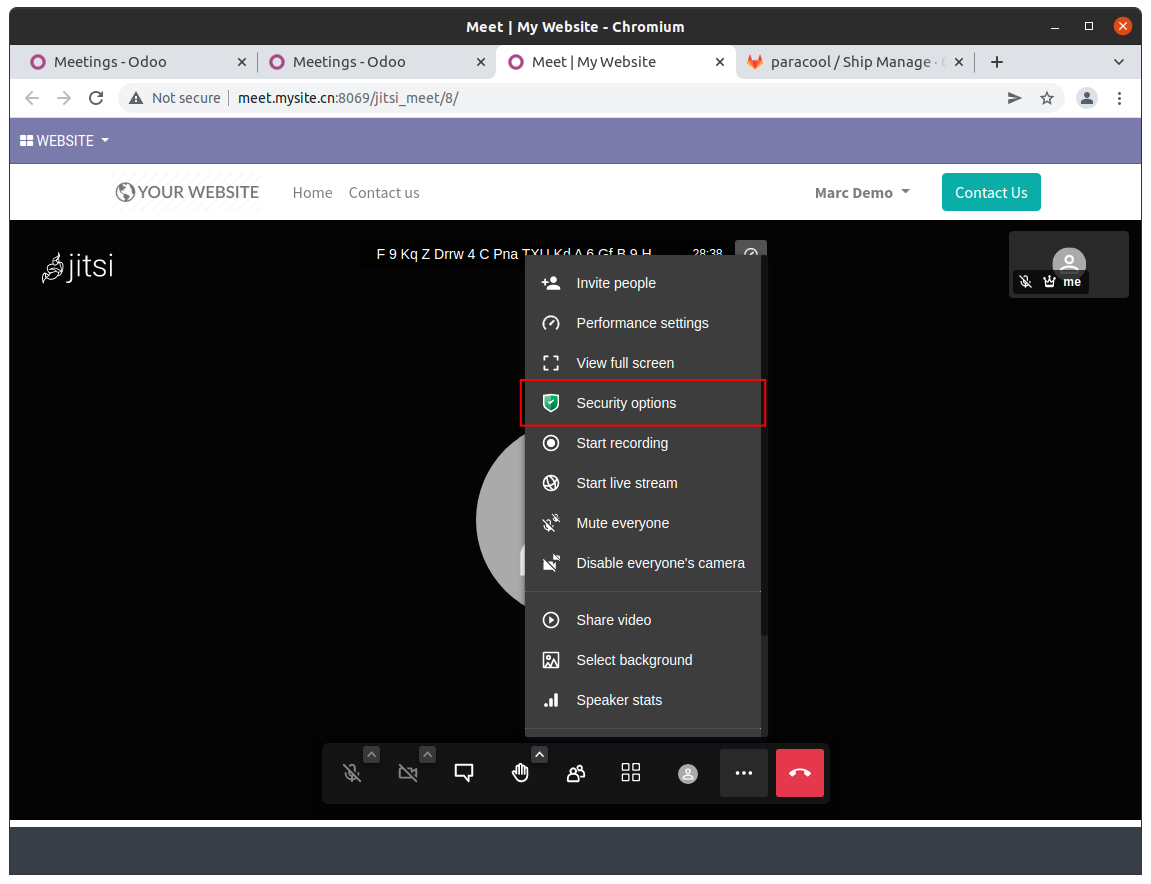 Meet | My Website - Chromium
Meetings - Odoo
Meetings - Odoo
Meet | My Website
paracool / Ship Manage ·
Not secure
meet.mysite.cn:8069/jitsi_meet/8/
WEBSITE
YOUR WEBSITE
Home
Contact us
Marc Demo
Contact Us
jitsi
F 9 Kq Z Drrw 4 C Pna TXU Kd A 6 Gf B 9 H
28:38
me
Invite people
Performance settings
View full screen
Security options
Start recording
Start live stream
Mute everyone
Disable everyone's camera
Share video
Select background
Speaker stats